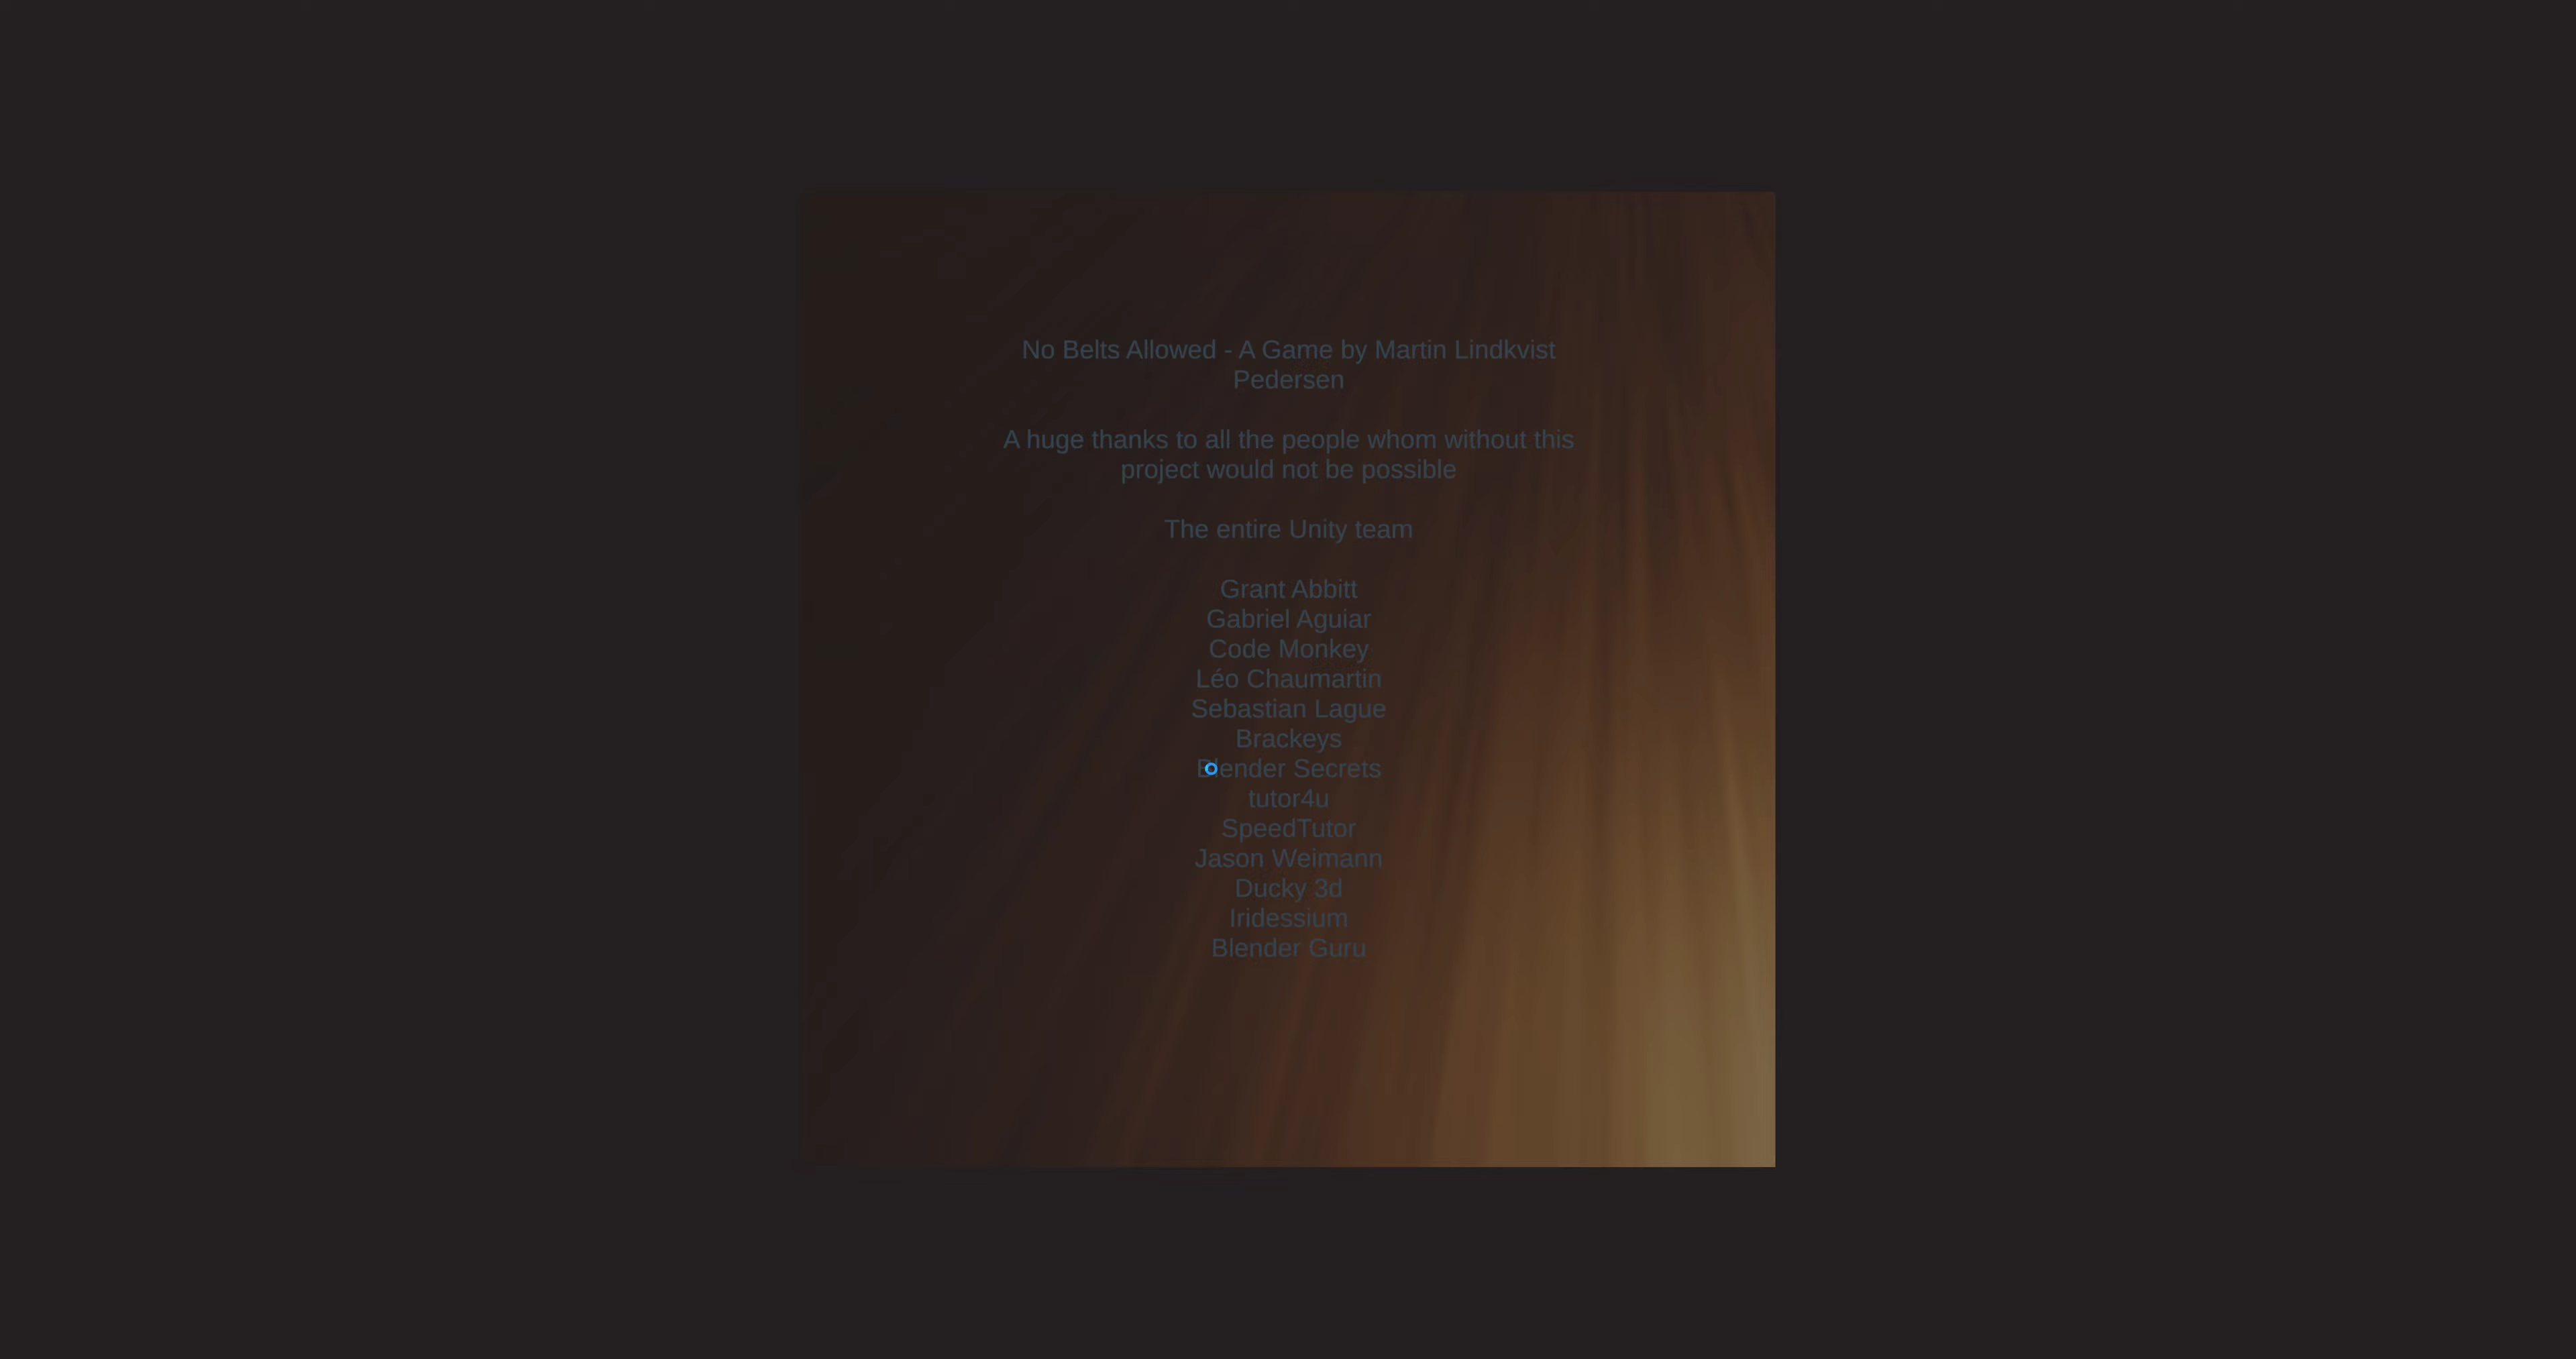 No Belts Allowed - A Game by Martin Lindkvist
Pedersen
A huge thanks to all the people whom without this
project would not be possible
The entire Unity team
Grant Abbitt
Gabriel Aguiar
Code Monkey
Léo Chaumartin
Sebastian Lague
Brackeys
Blender Secrets
tutor4u
SpeedTutor
Jason Weimann
Ducky 3d
Iridessium
Blender Guru